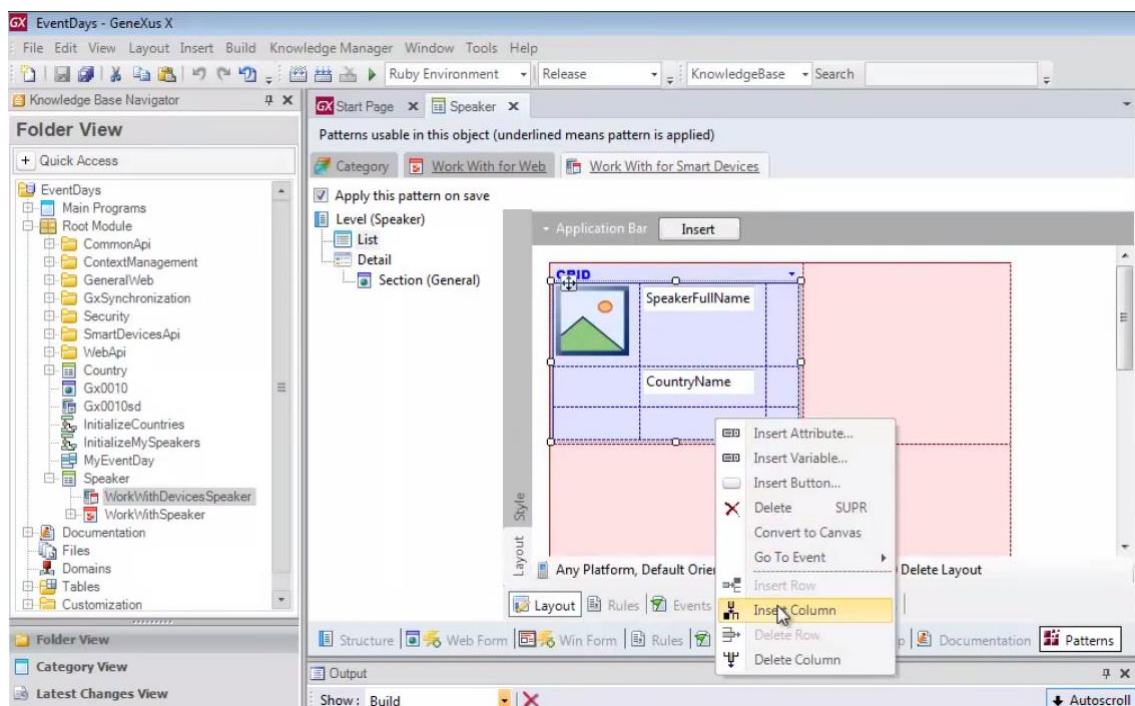 GX EventDays - GeneXus X
File Edit View Layout Insert Build Knowledge Manager Window Tools Help
Ruby Environment Release KnowledgeBase Search
Knowledge Base Navigator
Folder View
+ Quick Access
EventDays
Main Programs
Root Module
CommonApi
ContextManagement
GeneralWeb
GxSynchronization
Security
SmartDevicesApi
WebApi
Country
Gx0010
Gx0010sd
InitializeCountries
InitializeMySpeakers
MyEventDay
Speaker
WorkWithDevicesSpeaker
WorkWithSpeaker
Documentation
Files
Domains
Tables
Customization
Folder View
Category View
Latest Changes View
GX Start Page Speaker
Patterns usable in this object (underlined means pattern is applied)
Category Work With for Web Work With for Smart Devices
Apply this pattern on save
Level (Speaker)
List
Detail
Section (General)
Application Bar Insert
GRID
SpeakerFullName
CountryName
Style
Layout
Any Platform, Default Orie Delete Layout
Insert Attribute...
Insert Variable...
Insert Button...
Delete SUPR
Convert to Canvas
Go To Event
Insert Row
Insert Column
Delete Row
Delete Column
Layout Rules Events
Structure Web Form Win Form Rules Documentation Patterns
Output
Show: Build Autoscroll